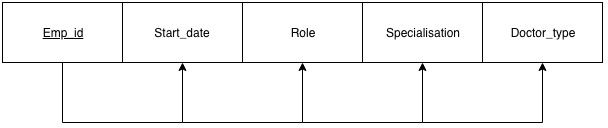 Emp_id Start_date Role Specialisation Doctor_type